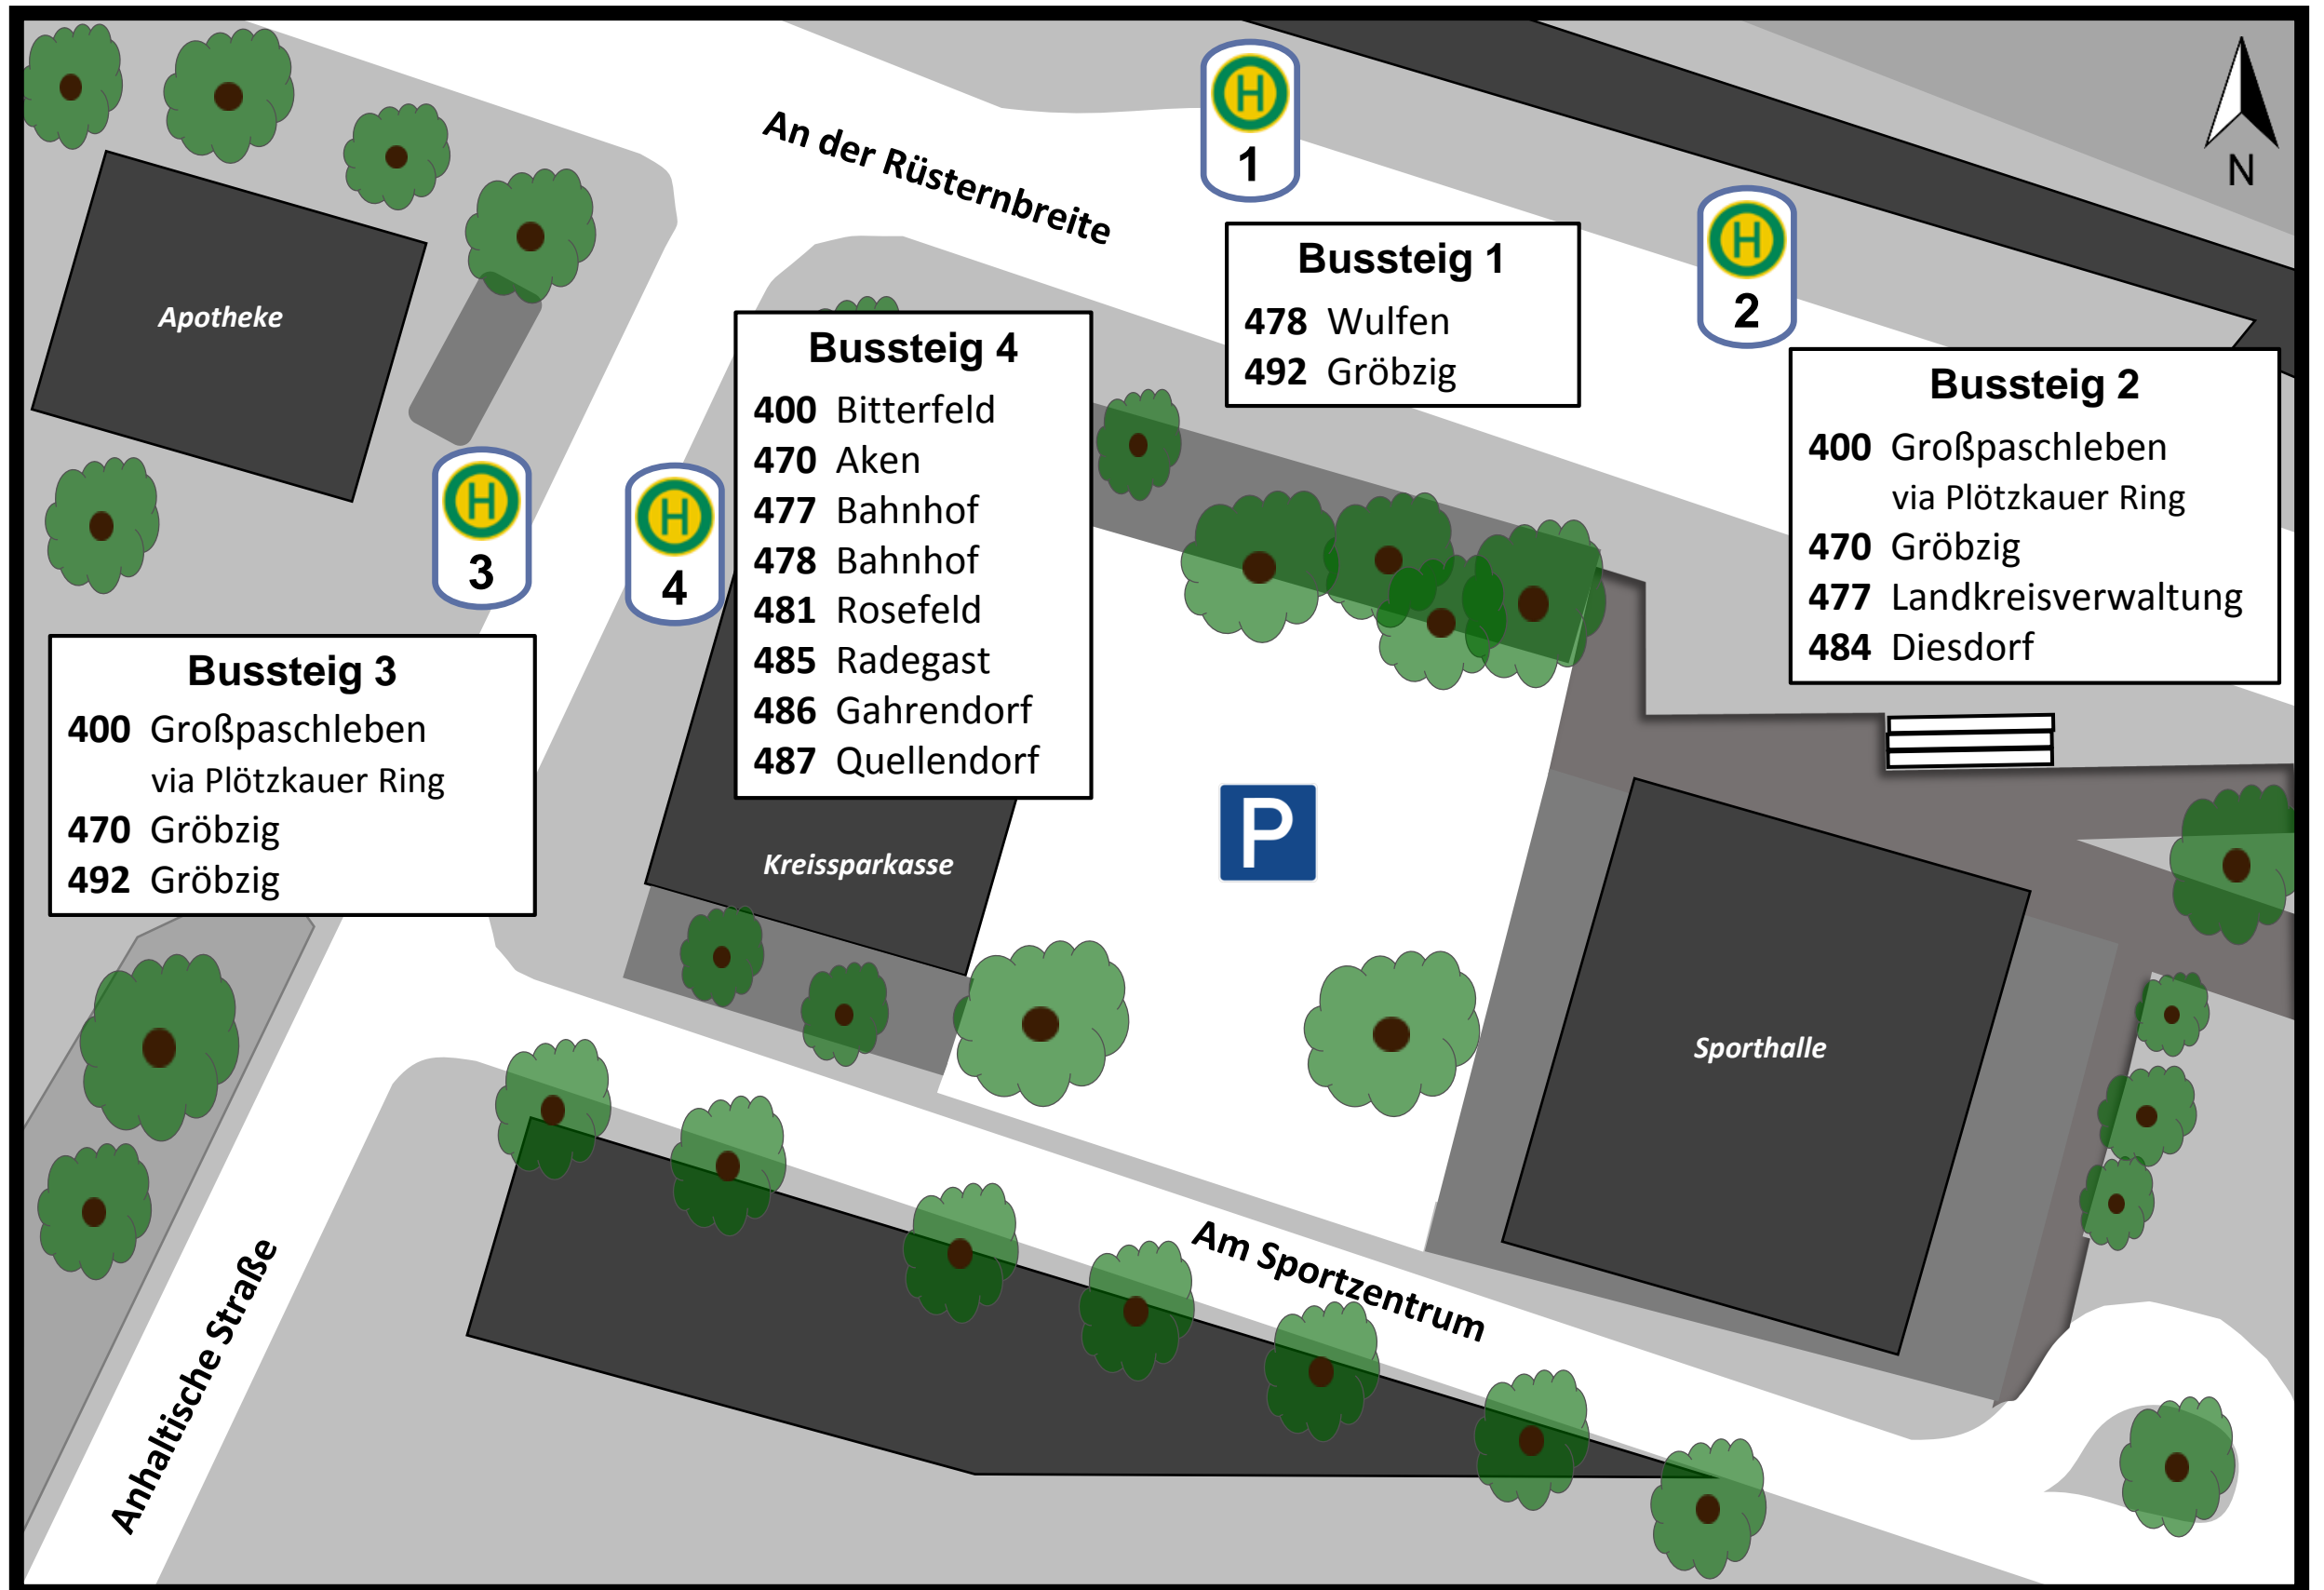 An der Rüsternbreite
H
1
H
2
N
Apotheke
Bussteig 1
478 Wulfen
492 Gröbzig
Bussteig 2
400 Großpaschleben
via Plötzkauer Ring
470 Gröbzig
477 Landkreisverwaltung
484 Diesdorf
H
3
H
4
Bussteig 4
400 Bitterfeld
470 Aken
477 Bahnhof
478 Bahnhof
481 Rosefeld
485 Radegast
486 Gahrendorf
487 Quellendorf
Bussteig 3
400 Großpaschleben
via Plötzkauer Ring
470 Gröbzig
492 Gröbzig
P
Kreissparkasse
Sporthalle
Am Sportzentrum
Anhaltische Straße